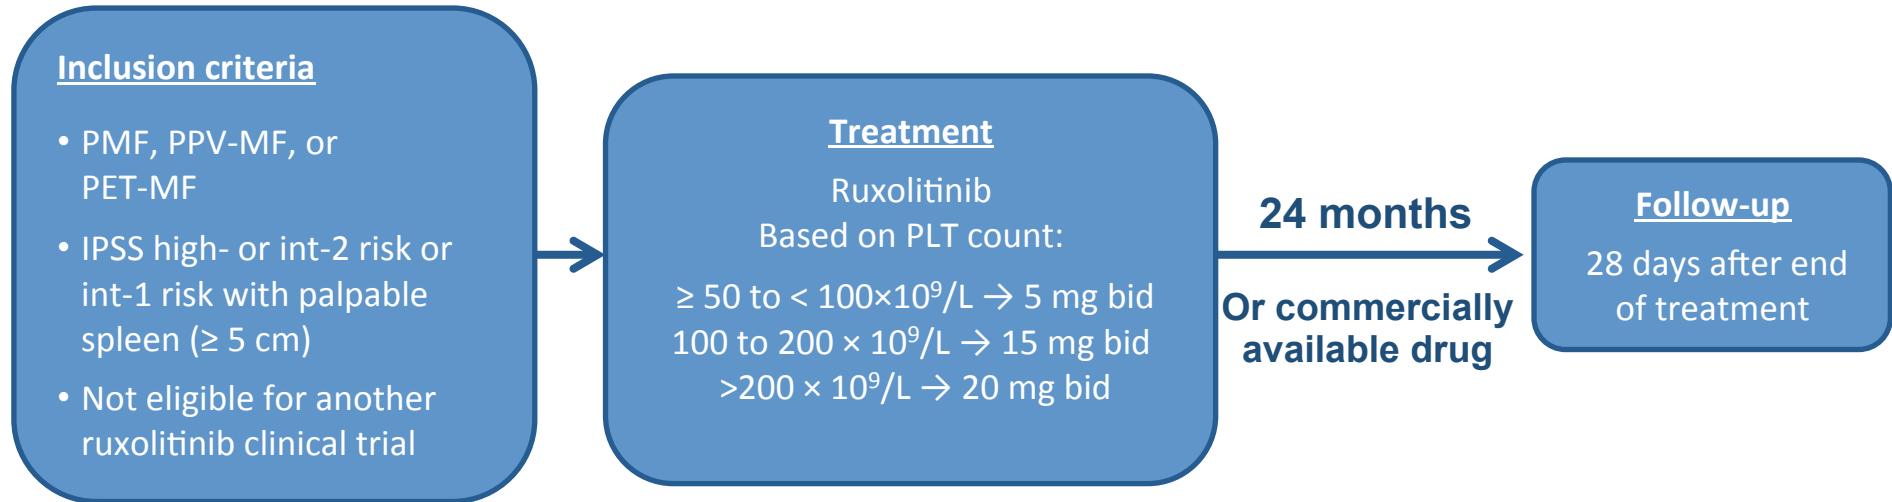 Inclusion criteria
• PMF, PPV-MF, or
PET-MF
• IPSS high- or int-2 risk or
int-1 risk with palpable
spleen (≥ 5 cm)
• Not eligible for another
ruxolitinib clinical trial
Treatment
Ruxolitinib
Based on PLT count:
≥ 50 to < 100×10⁹/L → 5 mg bid
100 to 200 × 10⁹/L → 15 mg bid
>200 × 10⁹/L → 20 mg bid
24 months
Or commercially
available drug
Follow-up
28 days after end
of treatment